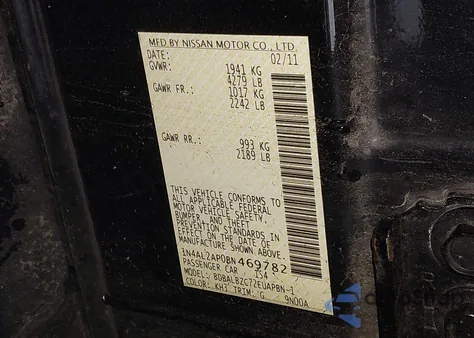 MFD BY NISSAN MOTOR CO., LTD.
DATE: 02/11
GVWR: 1941 KG
4279 LB
GAWR FR.: 1017 KG
2242 LB
GAWR RR.: 993 KG
2189 LB
THIS VEHICLE CONFORMS TO
ALL APPLICABLE FEDERAL
MOTOR VEHICLE SAFETY,
BUMPER, AND THEFT
PREVENTION STANDARDS
IN EFFECT ON THE DATE OF
MANUFACTURE SHOWN ABOVE.
1N4AL2AP0BN469782
PASSENGER CAR 154
MODEL: BDBALBZC72EUAPBN-1
COLOR: KH3 TRIM: G 9N00A